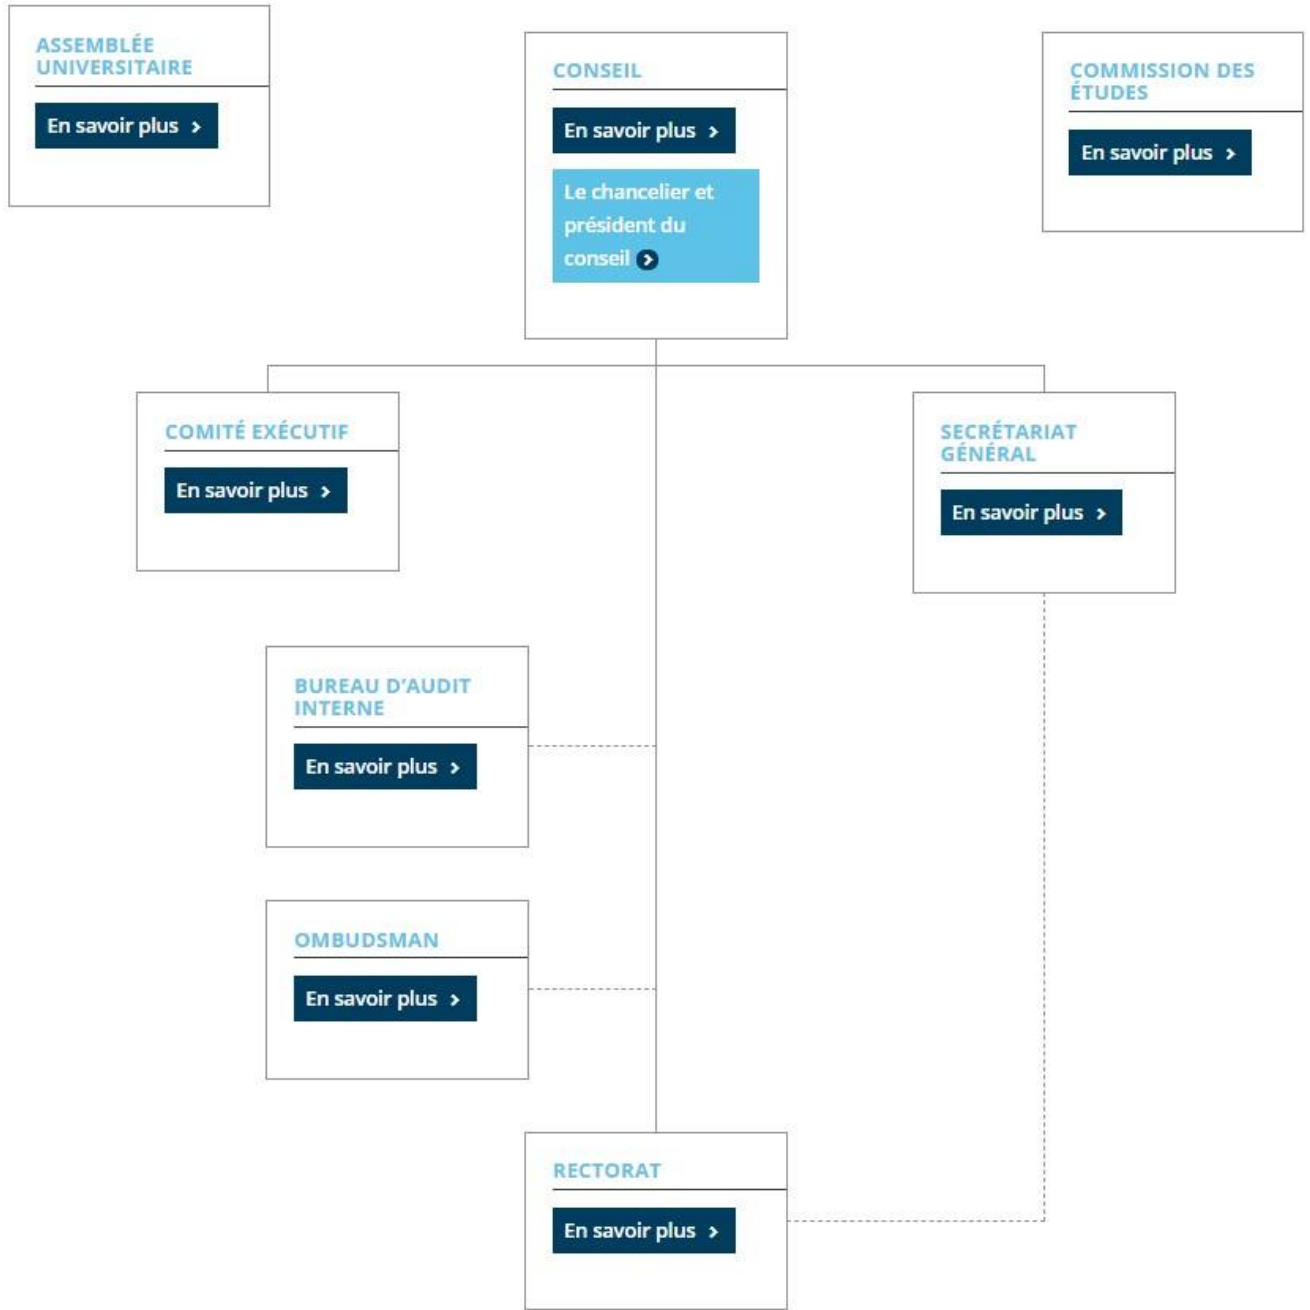 ASSEMBLÉE
UNIVERSITAIRE
En savoir plus
CONSEIL
En savoir plus
Le chancelier et
président du
conseil
COMMISSION DES
ÉTUDES
En savoir plus
COMITÉ EXÉCUTIF
En savoir plus
SECRÉTARIAT
GÉNÉRAL
En savoir plus
BUREAU D’AUDIT
INTERNE
En savoir plus
OMBUDSMAN
En savoir plus
RECTORAT
En savoir plus